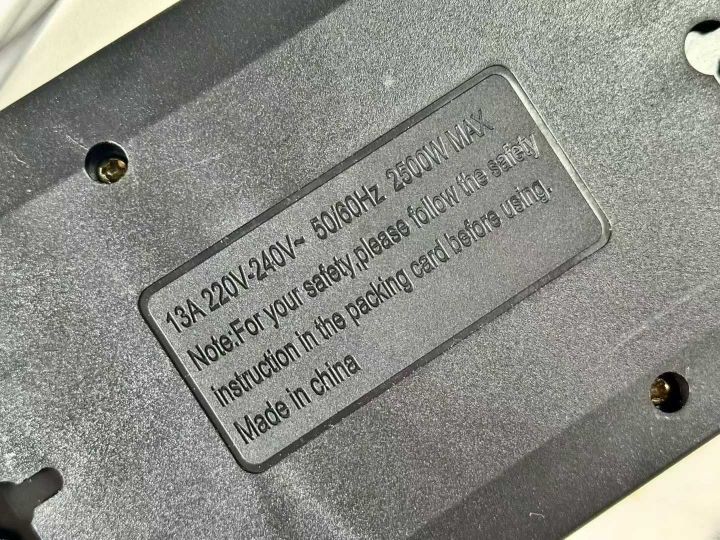 13A 220V-240V~ 50/60Hz 2500W MAX
Note:For your safety,please follow the safety
instruction in the packing card before using.
Made in china